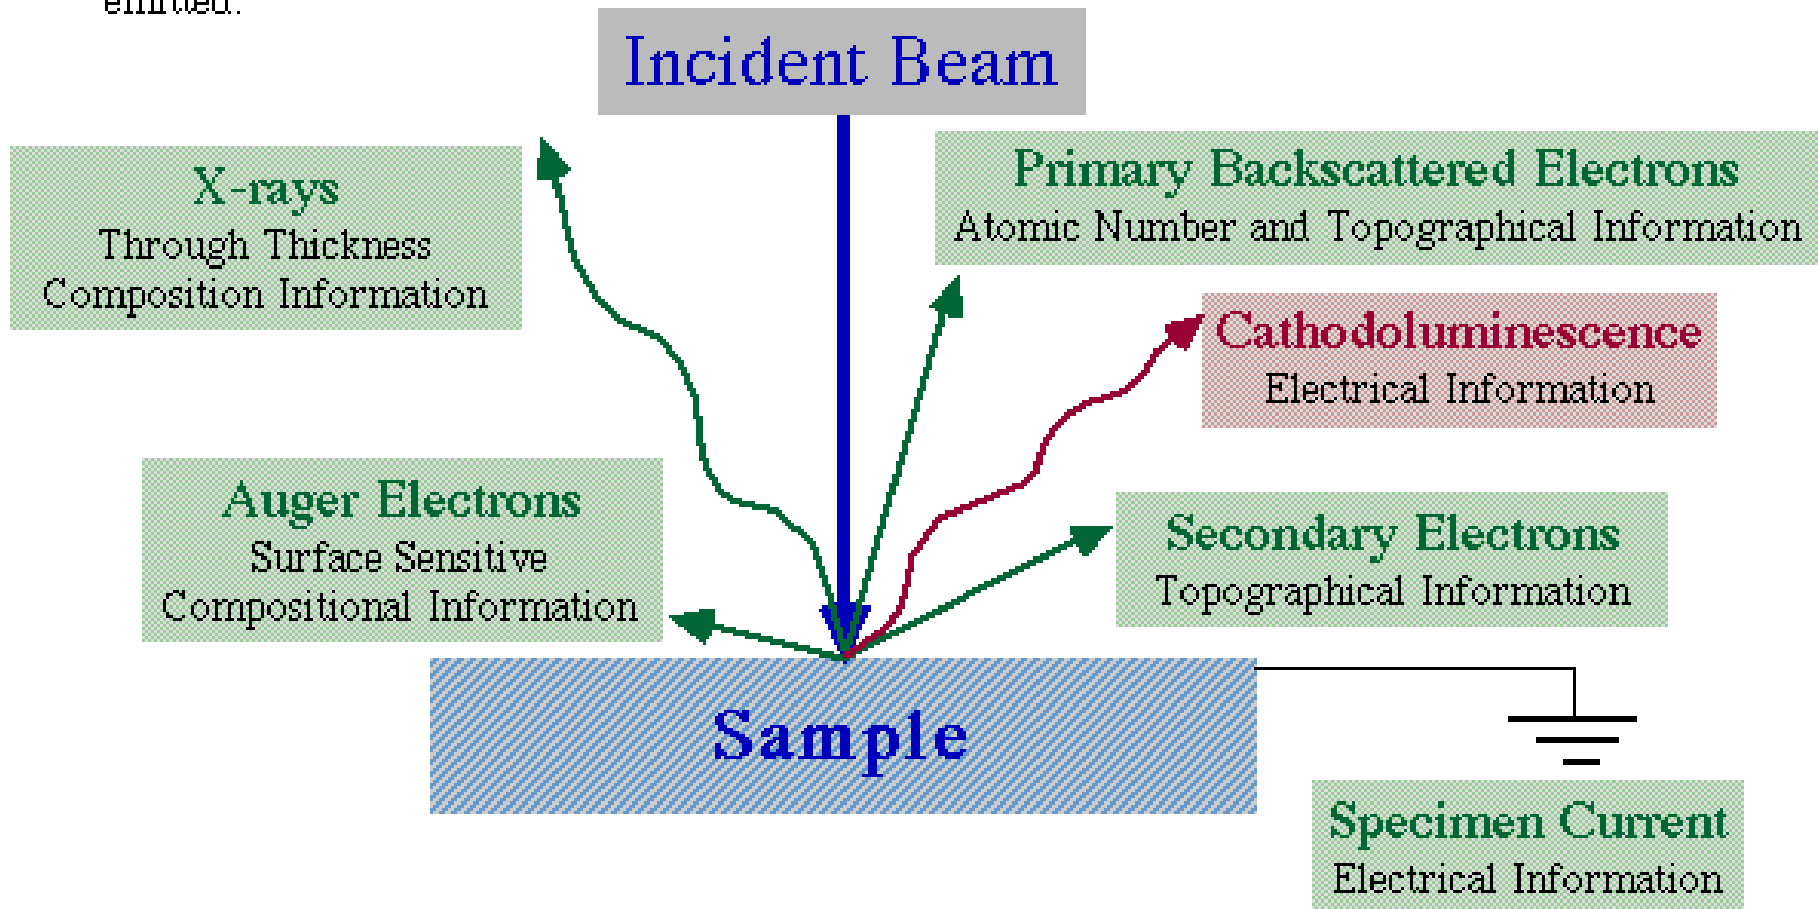 emitted.
Incident Beam
X-rays
Through Thickness
Composition Information
Primary Backscattered Electrons
Atomic Number and Topographical Information
Cathodoluminescence
Electrical Information
Auger Electrons
Surface Sensitive
Compositional Information
Secondary Electrons
Topographical Information
Sample
Specimen Current
Electrical Information